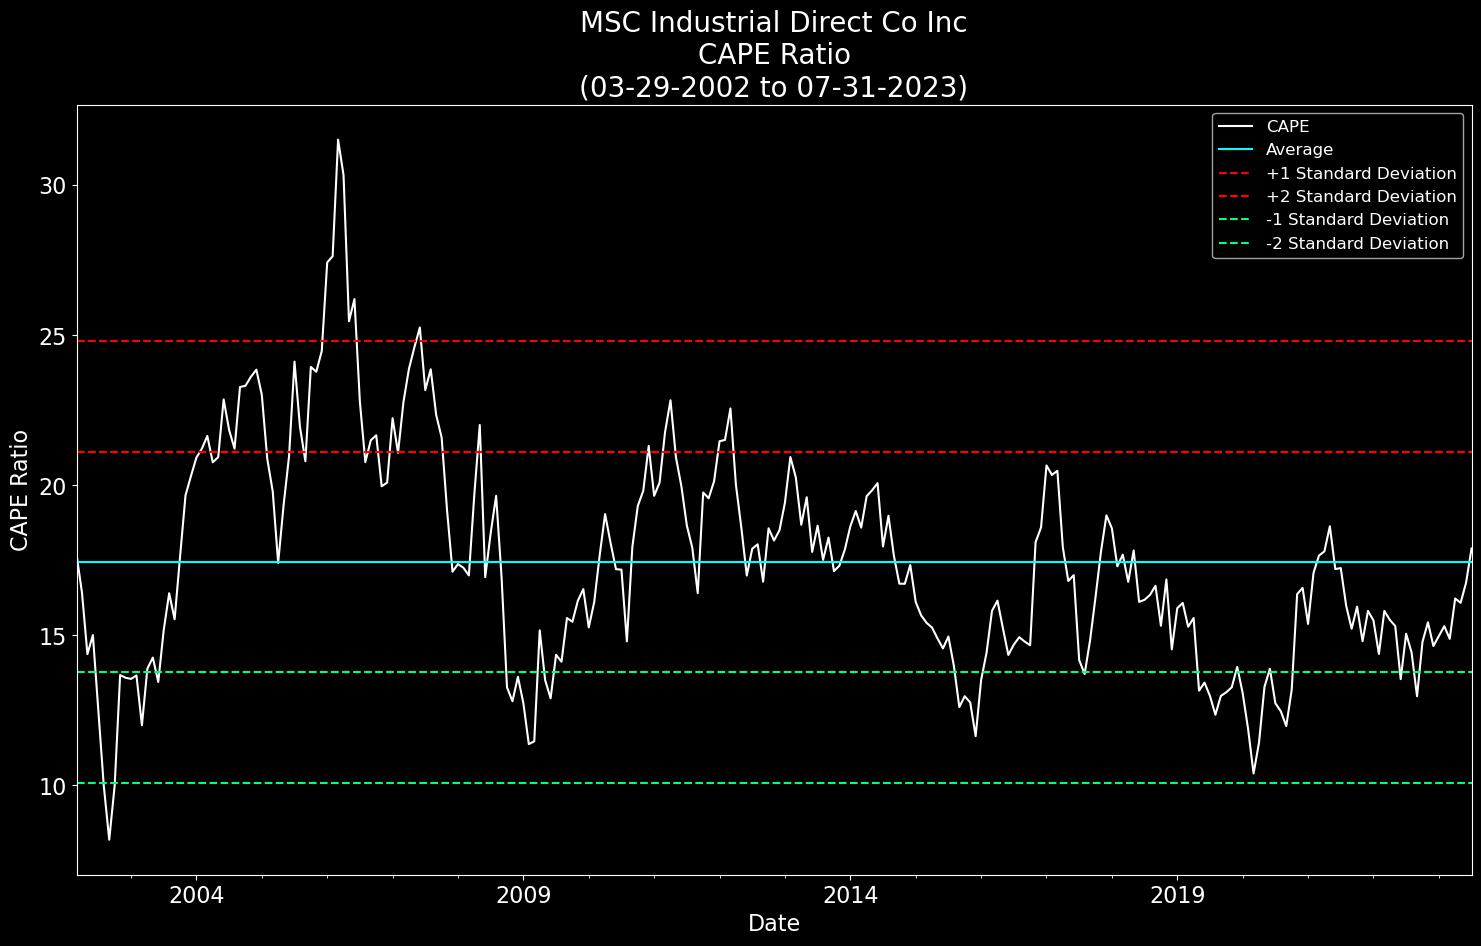 MSC Industrial Direct Co Inc
CAPE Ratio
(03-29-2002 to 07-31-2023)
CAPE
Average
+1 Standard Deviation
+2 Standard Deviation
-1 Standard Deviation
-2 Standard Deviation
30
25
20
15
10
CAPE Ratio
2004
2009
2014
2019
Date